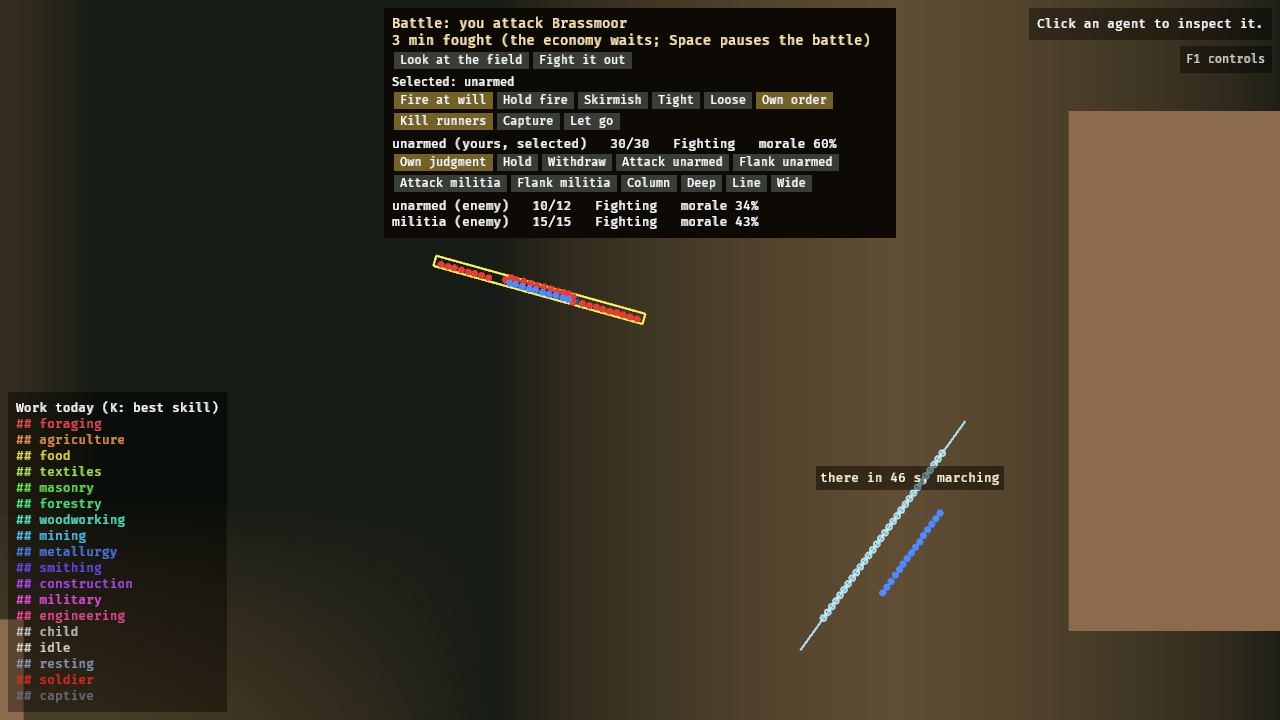 Battle: you attack Brassmoor
3 min fought (the economy waits; Space pauses the battle)
Look at the field Fight it out
Selected: unarmed
Fire at will Hold fire Skirmish Tight Loose Own order
Kill runners Capture Let go
unarmed (yours, selected) 30/30 Fighting morale 60%
Own judgment Hold Withdraw Attack unarmed Flank unarmed
Attack militia Flank militia Column Deep Line Wide
unarmed (enemy) 10/12 Fighting morale 34%
militia (enemy) 15/15 Fighting morale 43%
Click an agent to inspect it.
F1 controls
there in 46 s, marching
Work today (K: best skill)
## foraging
## agriculture
## food
## textiles
## masonry
## forestry
## woodworking
## mining
## metallurgy
## smithing
## construction
## military
## engineering
## child
## idle
## resting
## soldier
## captive